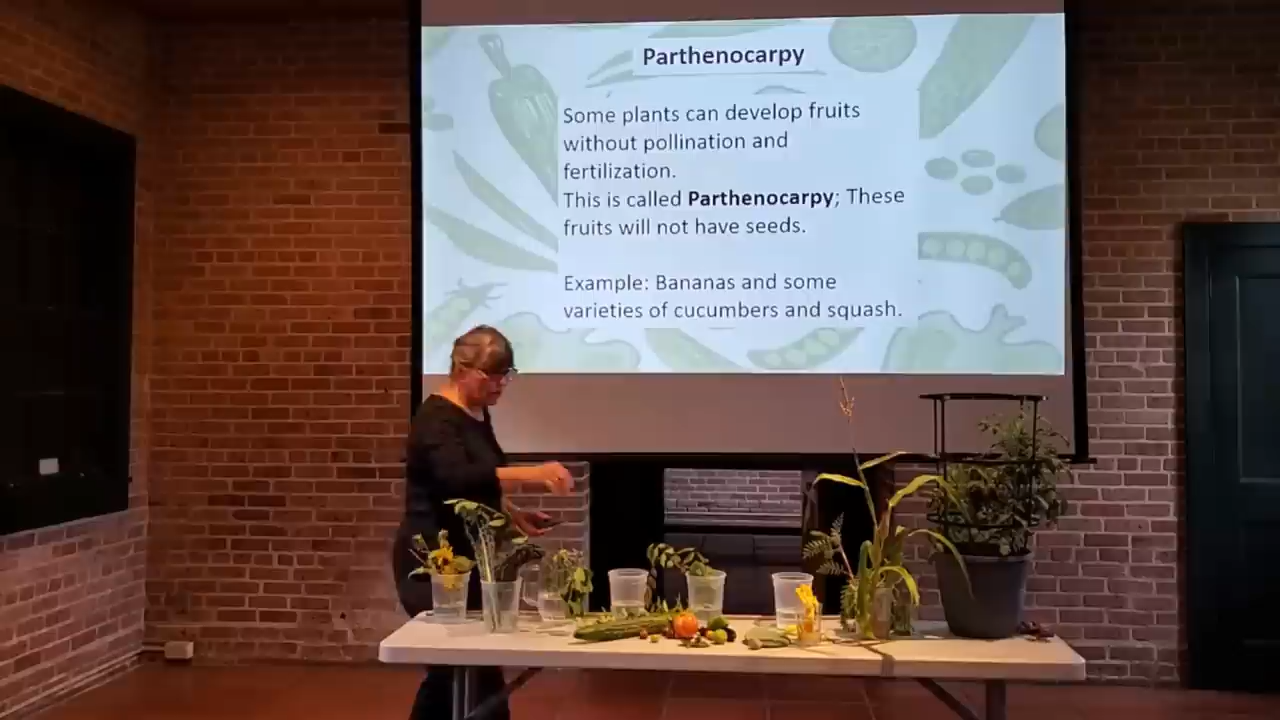 Parthenocarpy
Some plants can develop fruits
without pollination and
fertilization.
This is called Parthenocarpy; These
fruits will not have seeds.
Example: Bananas and some
varieties of cucumbers and squash.